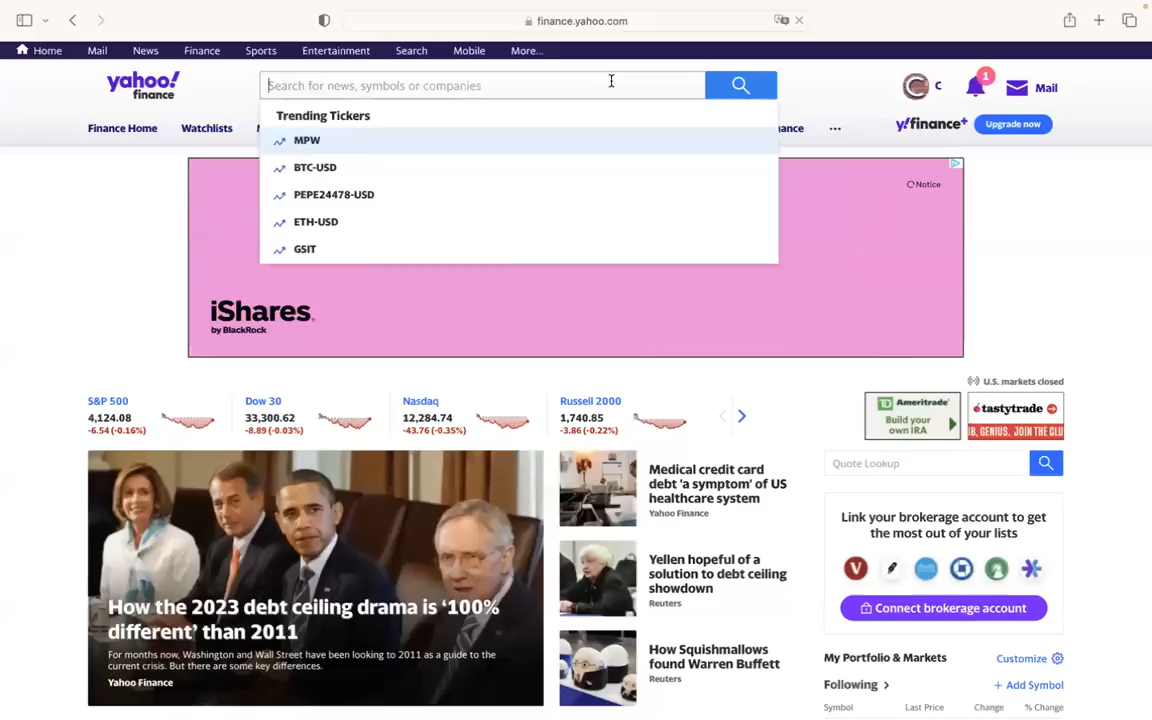 finance.yahoo.com
Home Mail News Finance Sports Entertainment Search Mobile More...
yahoo!
finance
Search for news, symbols or companies
C
1
Mail
Finance Home Watchlists
...
y!finance+ Upgrade now
Trending Tickers
MPW
BTC-USD
PEPE24478-USD
ETH-USD
GSIT
Notice
iShares.
by BlackRock
U.S. markets closed
S&P 500
4,124.08
-6.54 (-0.16%)
Dow 30
33,300.62
-8.89 (-0.03%)
Nasdaq
12,284.74
-43.76 (-0.35%)
Russell 2000
1,740.85
-3.86 (-0.22%)
Ameritrade
Build your
own IRA
tastytrade
JOIN THE CLU
Quote Lookup
How the 2023 debt ceiling drama is ‘100%
different’ than 2011
For months now, Washington and Wall Street have been looking to 2011 as a guide to the
current crisis. But there are some key differences.
Yahoo Finance
Medical credit card
debt 'a symptom' of US
healthcare system
Yahoo Finance
Yellen hopeful of a
solution to debt ceiling
showdown
Reuters
How Squishmallows
found Warren Buffett
Reuters
Link your brokerage account to get
the most out of your lists
Connect brokerage account
My Portfolio & Markets Customize
Following + Add Symbol
Symbol Last Price Change % Change